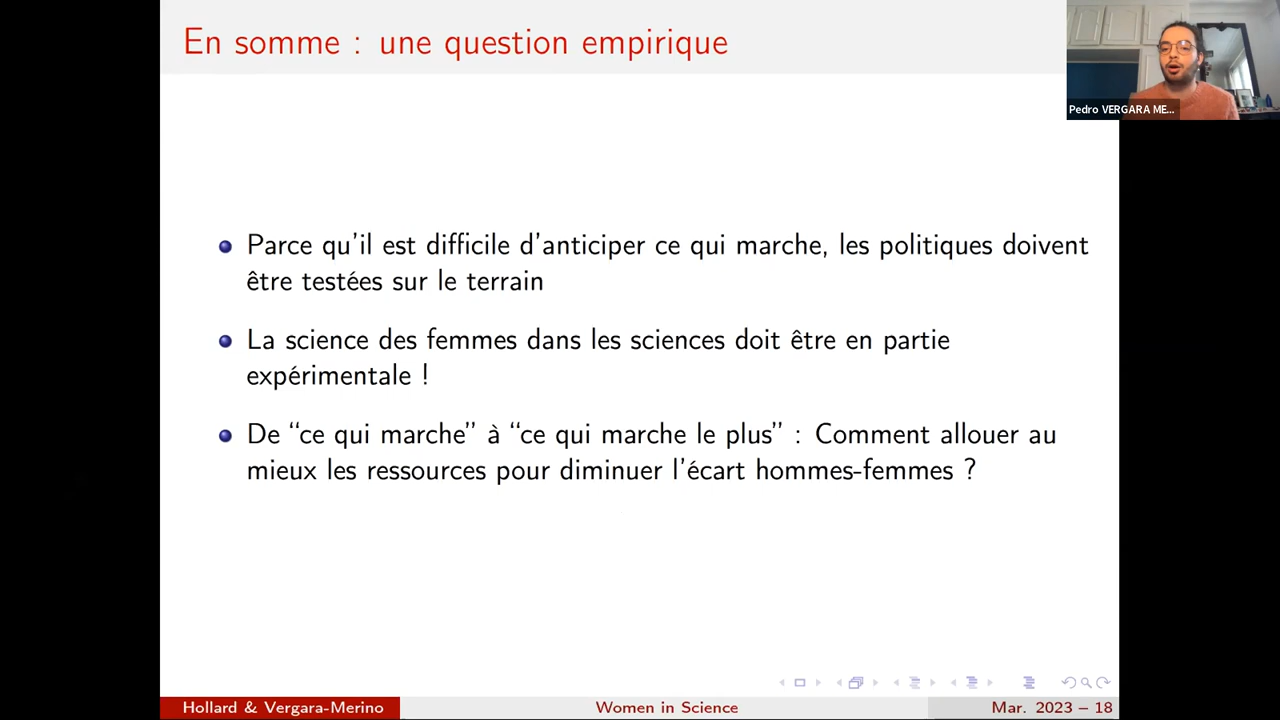 En somme : une question empirique
Pedro VERGARA ME...
Parce qu'il est difficile d'anticiper ce qui marche, les politiques doivent
être testées sur le terrain
La science des femmes dans les sciences doit être en partie
expérimentale !
De “ce qui marche” à “ce qui marche le plus” : Comment allouer au
mieux les ressources pour diminuer l'écart hommes-femmes ?
Hollard & Vergara-Merino
Women in Science
Mar. 2023 – 18